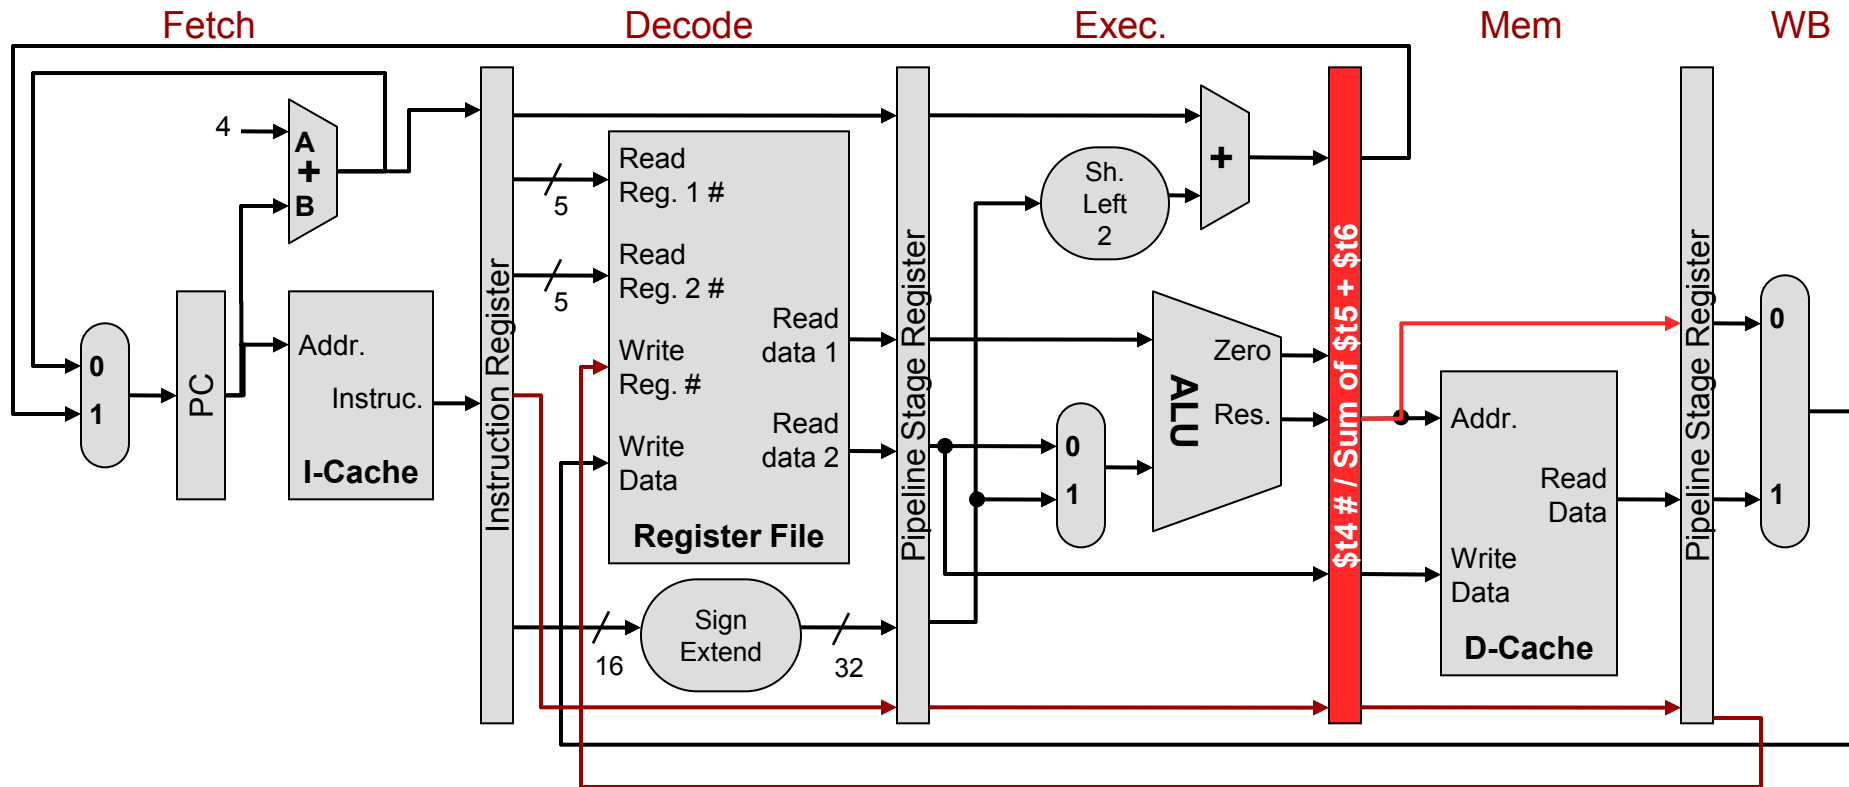 Fetch
Decode
Exec.
Mem
WB
4
A
+
B
0
1
PC
Addr.
Instruc.
I-Cache
Instruction Register
5
5
Read
Reg. 1 #
Read
Reg. 2 #
Write
Reg. #
Write
Data
Read
data 1
Read
data 2
Register File
16
Sign
Extend
32
Pipeline Stage Register
Sh.
Left
2
+
0
1
ALU
Zero
Res.
$t4 # / Sum of $t5 + $t6
Addr.
Read
Data
Write
Data
D-Cache
Pipeline Stage Register
0
1